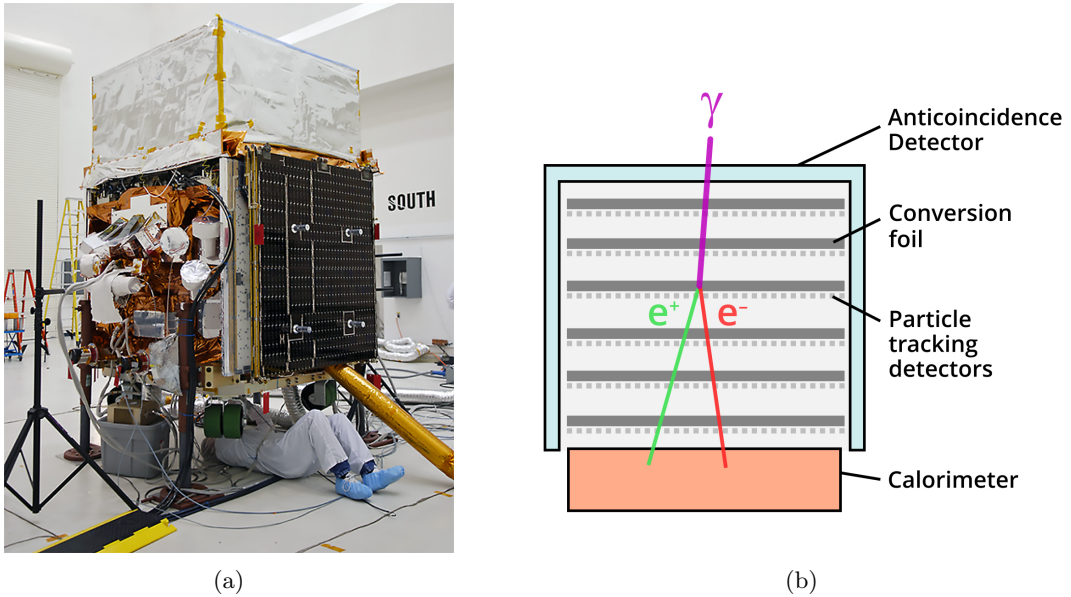 SOUTH
γ
Anticoincidence
Detector
Conversion
foil
e⁺ e⁻
Particle
tracking
detectors
Calorimeter
(a) (b)